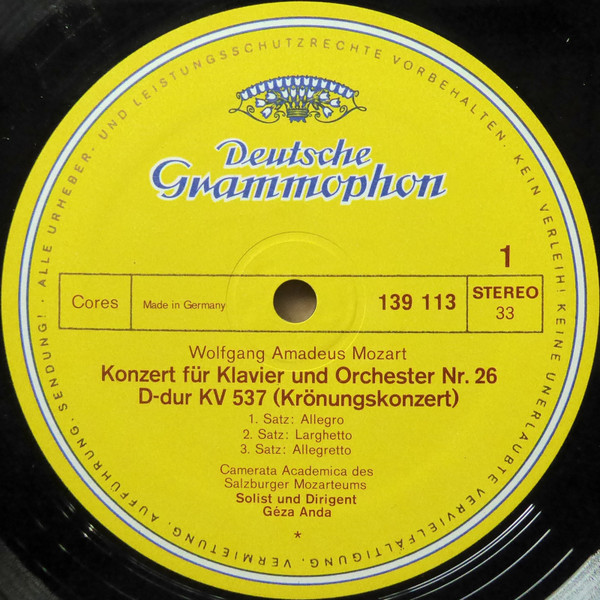 ALLE URHEBER- UND LEISTUNGSSCHUTZRECHTE VORBEHALTEN. KEIN VERLEIH! KEINE UNERLAUBTE VERVIELFÄLTIGUNG, VERMIETUNG, AUFFÜHRUNG, SENDUNG! ·
Deutsche
Grammophon
1
Cores
Made in Germany
139 113
STEREO
33
Wolfgang Amadeus Mozart
Konzert für Klavier und Orchester Nr. 26
D-dur KV 537 (Krönungskonzert)
1. Satz: Allegro
2. Satz: Larghetto
3. Satz: Allegretto
Camerata Academica des
Salzburger Mozarteums
Solist und Dirigent
Géza Anda
*